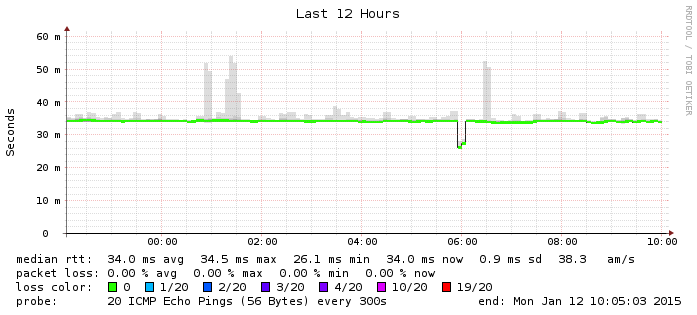 Last 12 Hours
RRDTOOL / TOBI OETIKER
Seconds
60 m
50 m
40 m
30 m
20 m
10 m
0
00:00 02:00 04:00 06:00 08:00 10:00
median rtt: 34.0 ms avg 34.5 ms max 26.1 ms min 34.0 ms now 0.9 ms sd 38.3 am/s
packet loss: 0.00 % avg 0.00 % max 0.00 % min 0.00 % now
loss color: 0 1/20 2/20 3/20 4/20 10/20 19/20
probe: 20 ICMP Echo Pings (56 Bytes) every 300s end: Mon Jan 12 10:05:03 2015